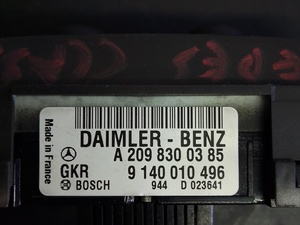 Made in France
DAIMLER - BENZ
A 209 830 03 85
GKR 9 140 010 496
BOSCH 944 D 023641